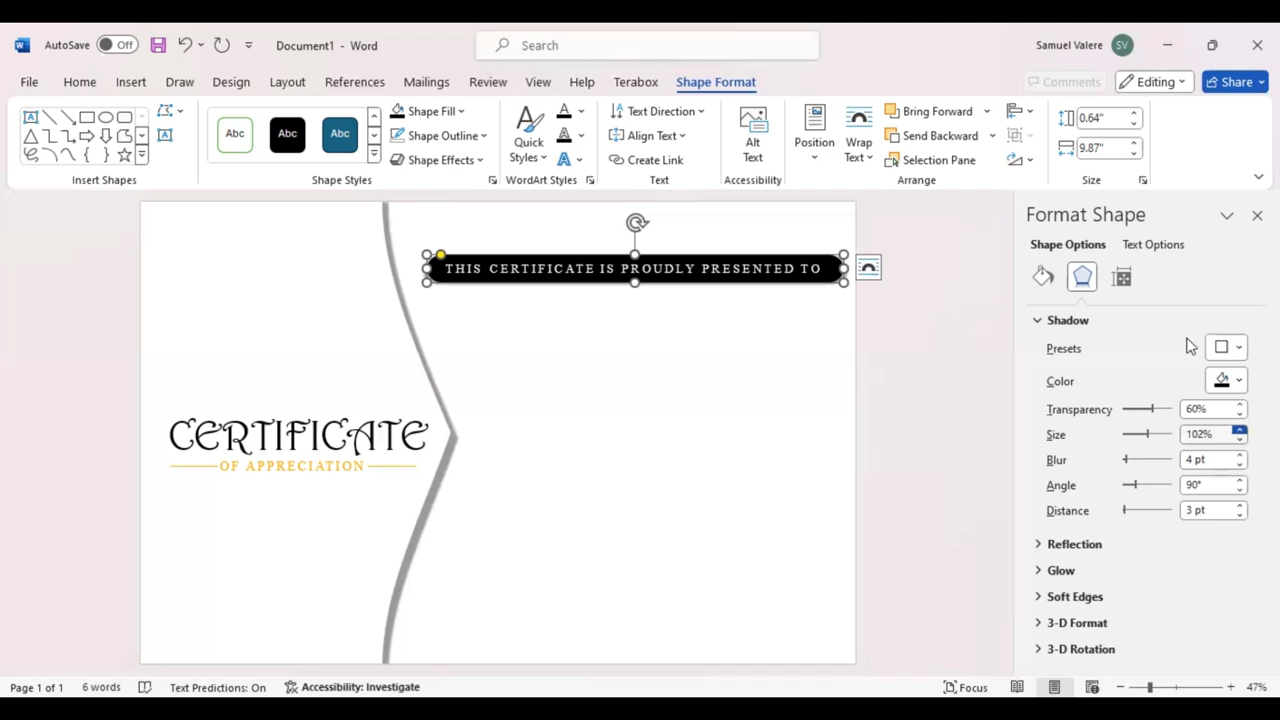 AutoSave Off Document1 - Word Search Samuel Valere SV
File Home Insert Draw Design Layout References Mailings Review View Help Terabox Shape Format Comments Editing Share
Abc Abc Abc
Shape Fill
Shape Outline
Shape Effects
Quick Styles
Text Direction
Align Text
Create Link
Alt Text
Position
Wrap Text
Bring Forward
Send Backward
Selection Pane
0.64"
9.87"
Insert Shapes Shape Styles WordArt Styles Text Accessibility Arrange Size
THIS CERTIFICATE IS PROUDLY PRESENTED TO
CERTIFICATE
OF APPRECIATION
Format Shape
Shape Options Text Options
Shadow
Presets
Color
Transparency 60%
Size 102%
Blur 4 pt
Angle 90°
Distance 3 pt
Reflection
Glow
Soft Edges
3-D Format
3-D Rotation
Page 1 of 1 6 words Text Predictions: On Accessibility: Investigate Focus 47%